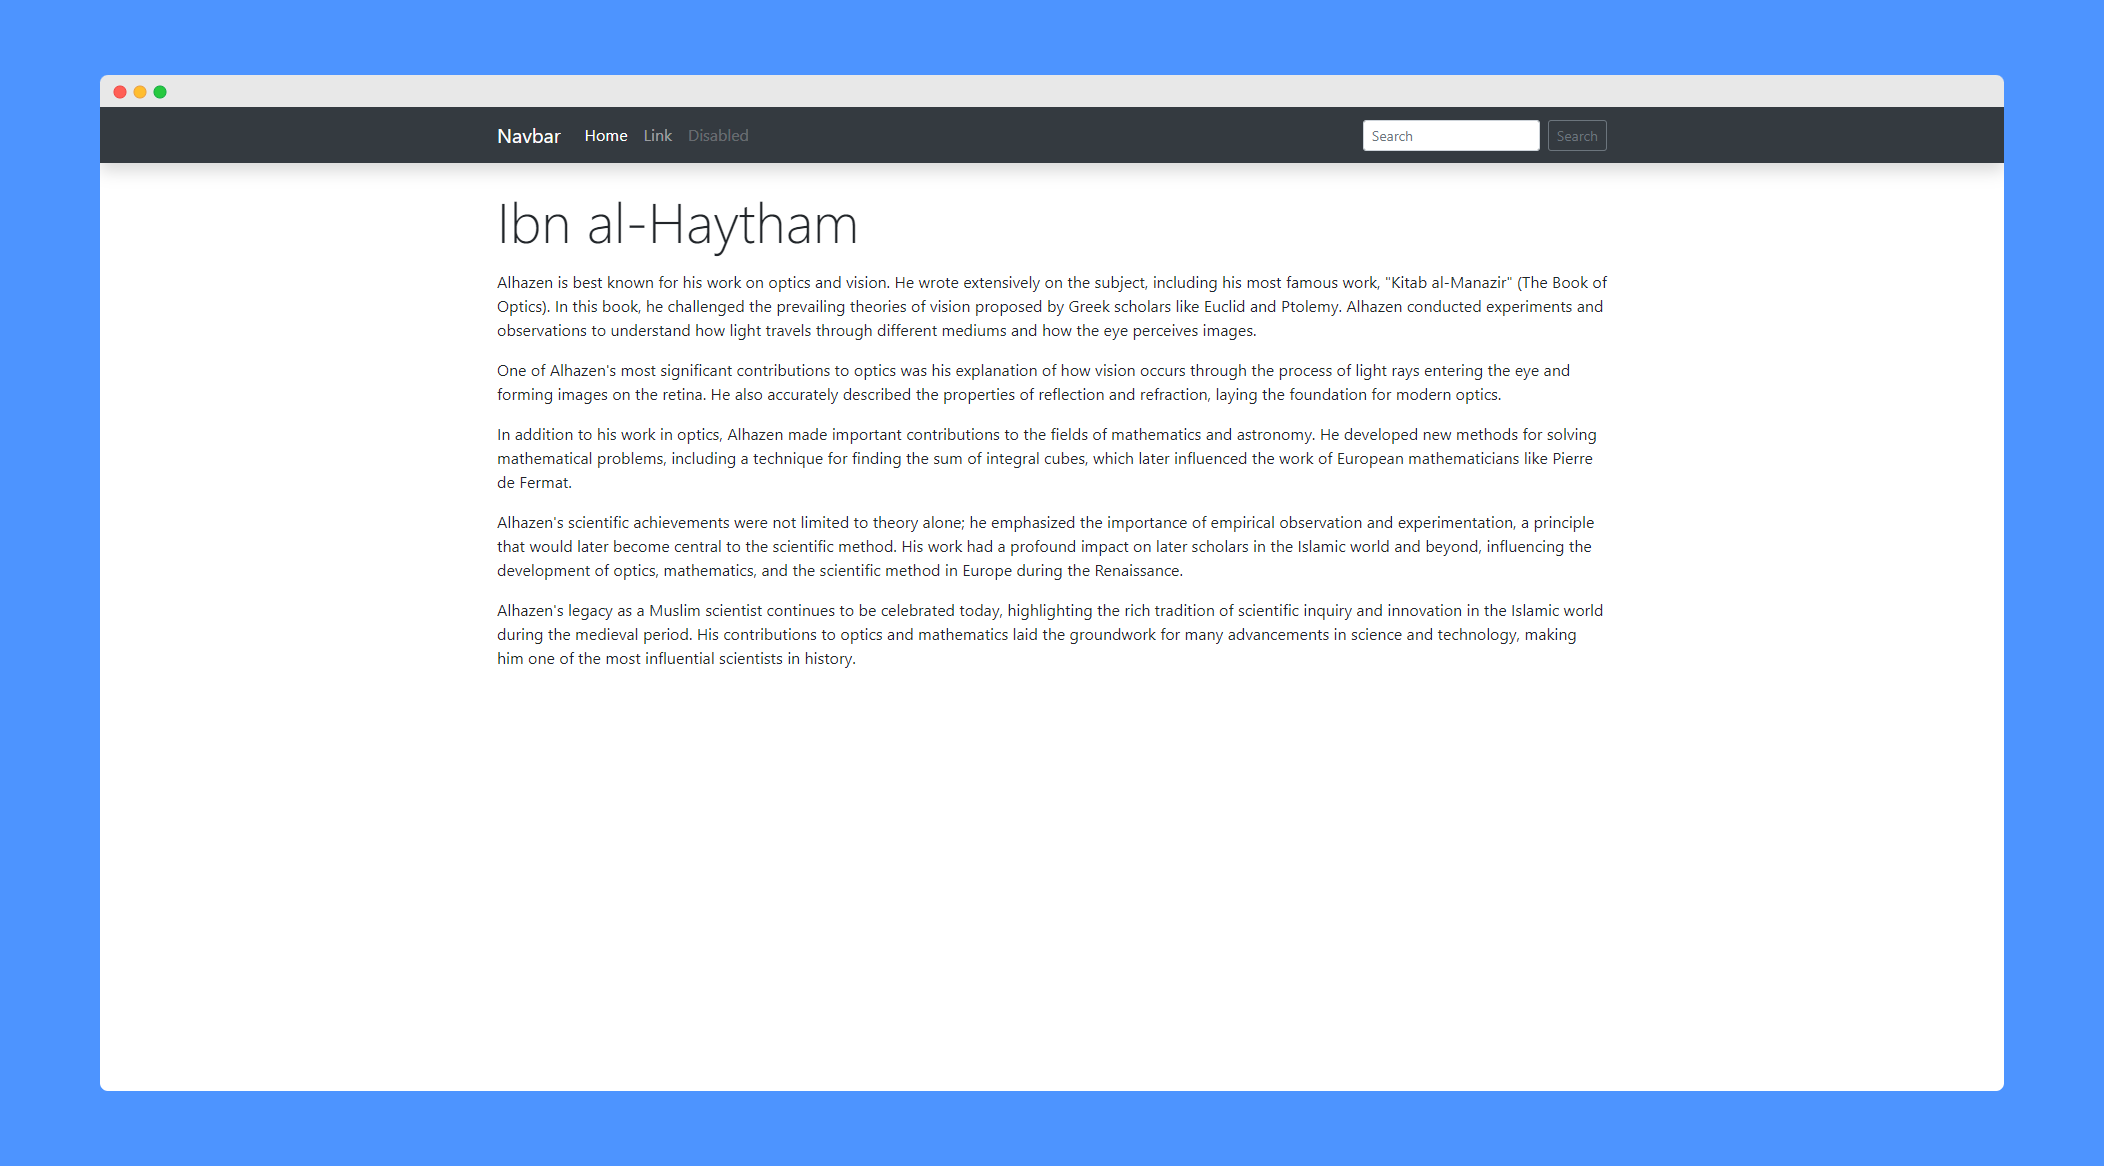 Navbar Home Link Disabled Search Search
Ibn al-Haytham
Alhazen is best known for his work on optics and vision. He wrote extensively on the subject, including his most famous work, "Kitab al-Manazir" (The Book of
Optics). In this book, he challenged the prevailing theories of vision proposed by Greek scholars like Euclid and Ptolemy. Alhazen conducted experiments and
observations to understand how light travels through different mediums and how the eye perceives images.
One of Alhazen's most significant contributions to optics was his explanation of how vision occurs through the process of light rays entering the eye and
forming images on the retina. He also accurately described the properties of reflection and refraction, laying the foundation for modern optics.
In addition to his work in optics, Alhazen made important contributions to the fields of mathematics and astronomy. He developed new methods for solving
mathematical problems, including a technique for finding the sum of integral cubes, which later influenced the work of European mathematicians like Pierre
de Fermat.
Alhazen's scientific achievements were not limited to theory alone; he emphasized the importance of empirical observation and experimentation, a principle
that would later become central to the scientific method. His work had a profound impact on later scholars in the Islamic world and beyond, influencing the
development of optics, mathematics, and the scientific method in Europe during the Renaissance.
Alhazen's legacy as a Muslim scientist continues to be celebrated today, highlighting the rich tradition of scientific inquiry and innovation in the Islamic world
during the medieval period. His contributions to optics and mathematics laid the groundwork for many advancements in science and technology, making
him one of the most influential scientists in history.